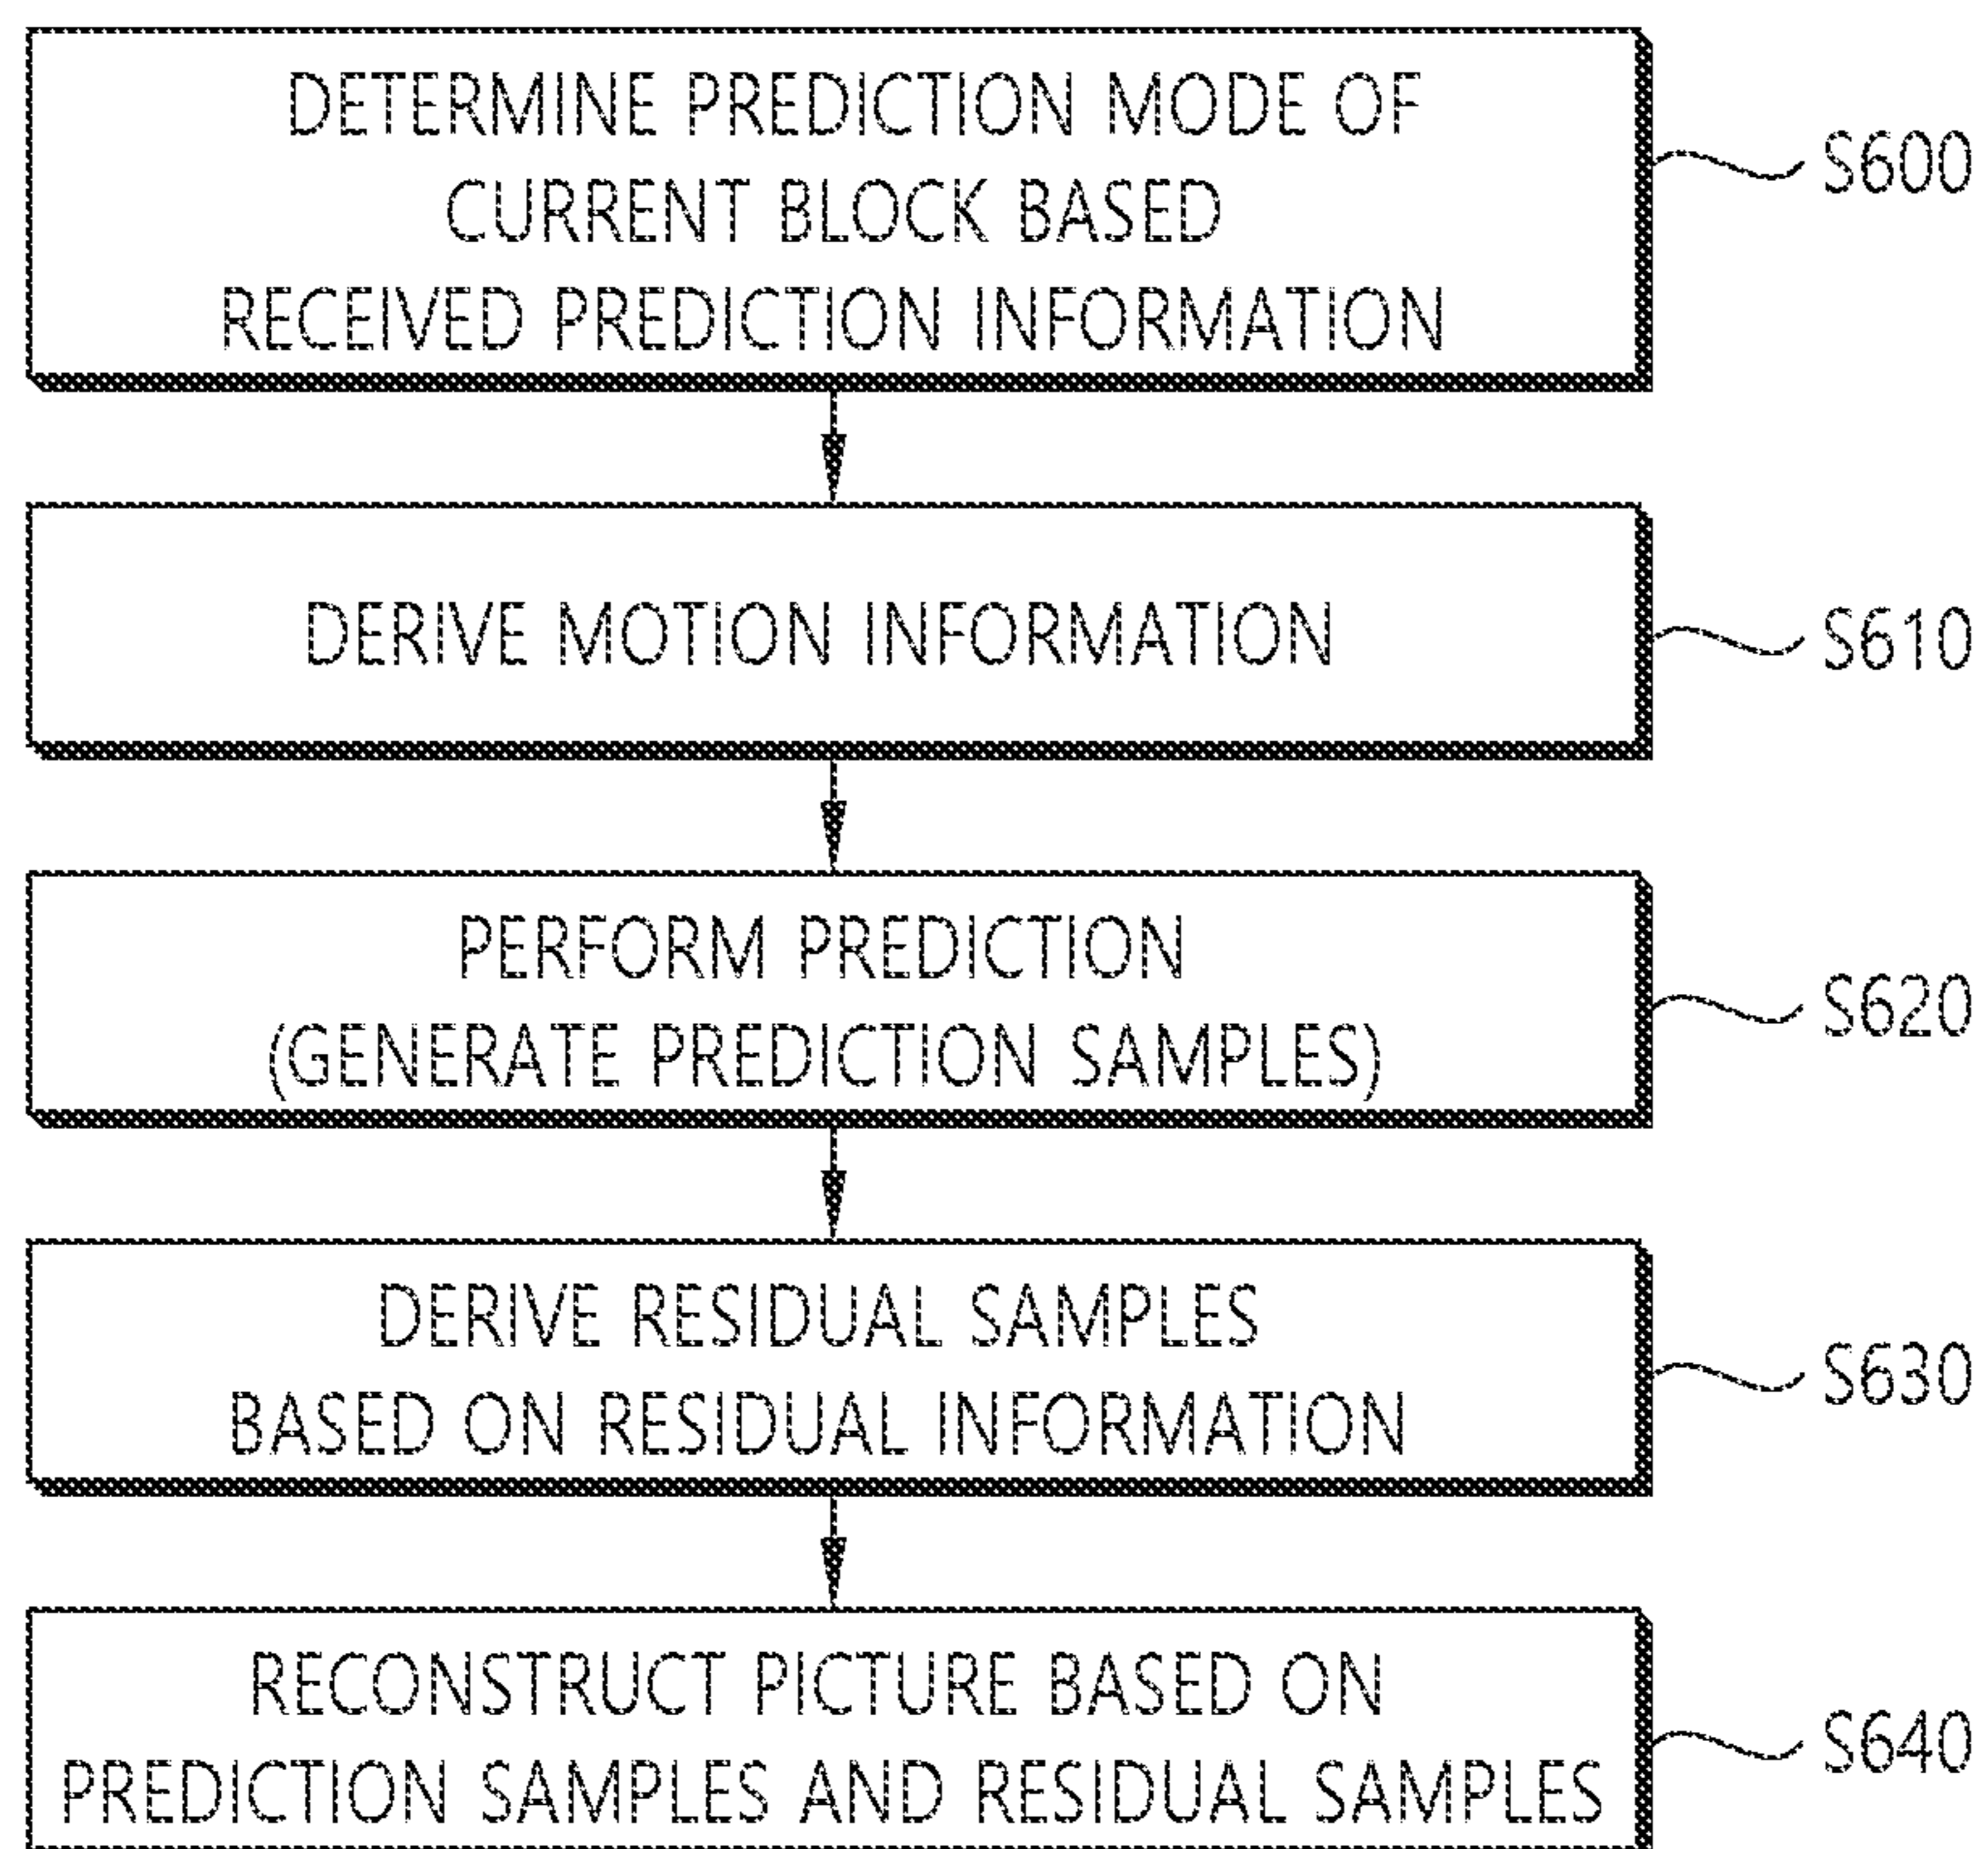 DETERMINE PREDICTION MODE OF
CURRENT BLOCK BASED
RECEIVED PREDICTION INFORMATION
S600
DERIVE MOTION INFORMATION
S610
PERFORM PREDICTION
(GENERATE PREDICTION SAMPLES)
S620
DERIVE RESIDUAL SAMPLES
BASED ON RESIDUAL INFORMATION
S630
RECONSTRUCT PICTURE BASED ON
PREDICTION SAMPLES AND RESIDUAL SAMPLES
S640